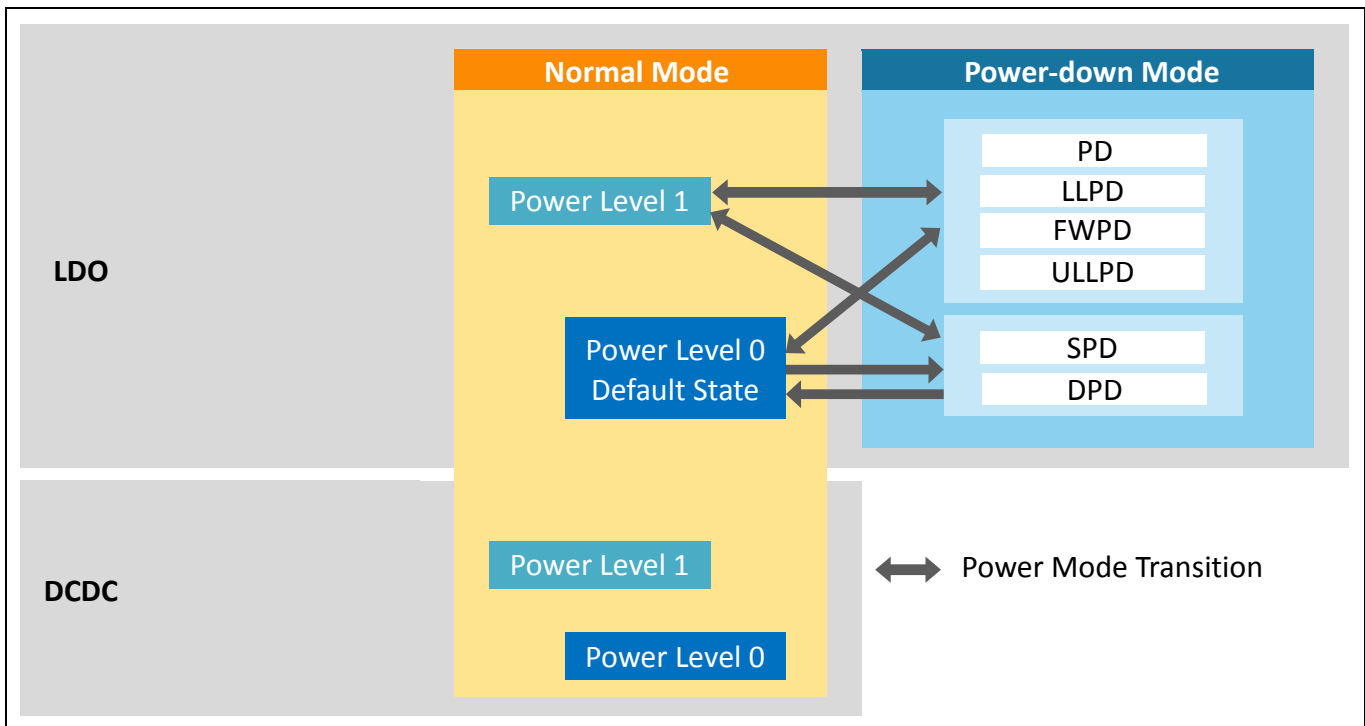 Normal Mode
Power-down Mode
LDO
Power Level 1
Power Level 0
Default State
PD
LLPD
FWPD
ULLPD
SPD
DPD
DCDC
Power Level 1
Power Level 0
Power Mode Transition